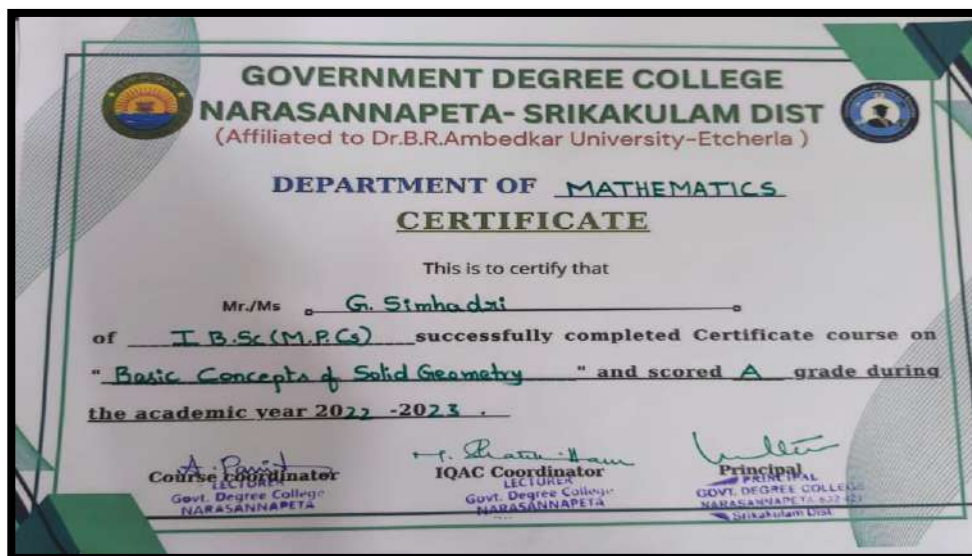 GOVERNMENT DEGREE COLLEGE
NARASANNAPETA- SRIKAKULAM DIST
(Affiliated to Dr.B.R.Ambedkar University-Etcherla )
DEPARTMENT OF MATHEMATICS
CERTIFICATE
This is to certify that
Mr./Ms G. Simhadri
of I B.Sc (M.P.Cs) successfully completed Certificate course on
" Basic Concepts of Solid Geometry " and scored A grade during
the academic year 2022 -2023 .
Course coordinator
LECTURER
Govt. Degree College
NARASANNAPETA
IQAC Coordinator
LECTURER
Govt. Degree College
NARASANNAPETA
Principal
PRINCIPAL
GOVT. DEGREE COLLEGE
NARASANNAPETA
Srikakulam Dist.